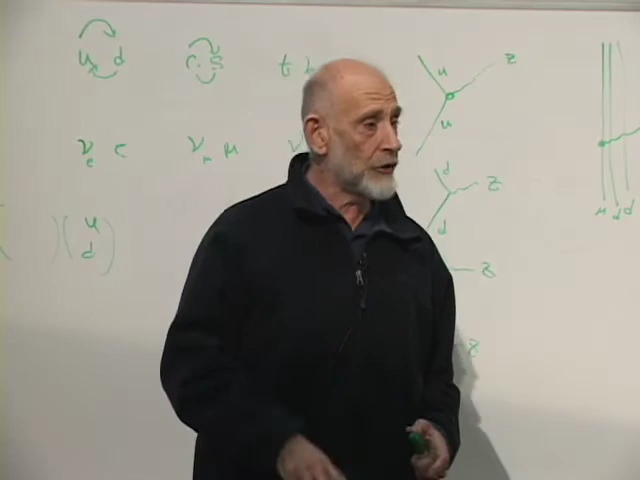 u d c s t b u z
u
ν_e e ν_μ μ ν
d z
d
u
d
z
z
u d d